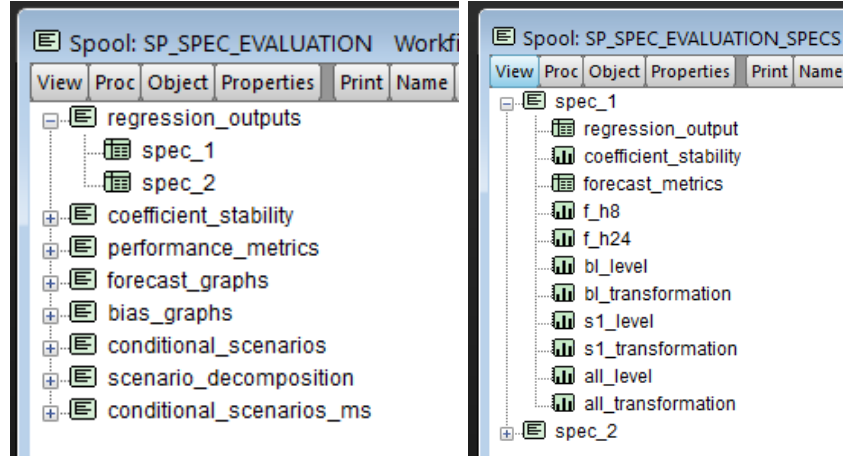 Spool: SP_SPEC_EVALUATION Workfi
View Proc Object Properties Print Name
regression_outputs
spec_1
spec_2
coefficient_stability
performance_metrics
forecast_graphs
bias_graphs
conditional_scenarios
scenario_decomposition
conditional_scenarios_ms
Spool: SP_SPEC_EVALUATION_SPECS
View Proc Object Properties Print Name
spec_1
regression_output
coefficient_stability
forecast_metrics
f_h8
f_h24
bl_level
bl_transformation
s1_level
s1_transformation
all_level
all_transformation
spec_2